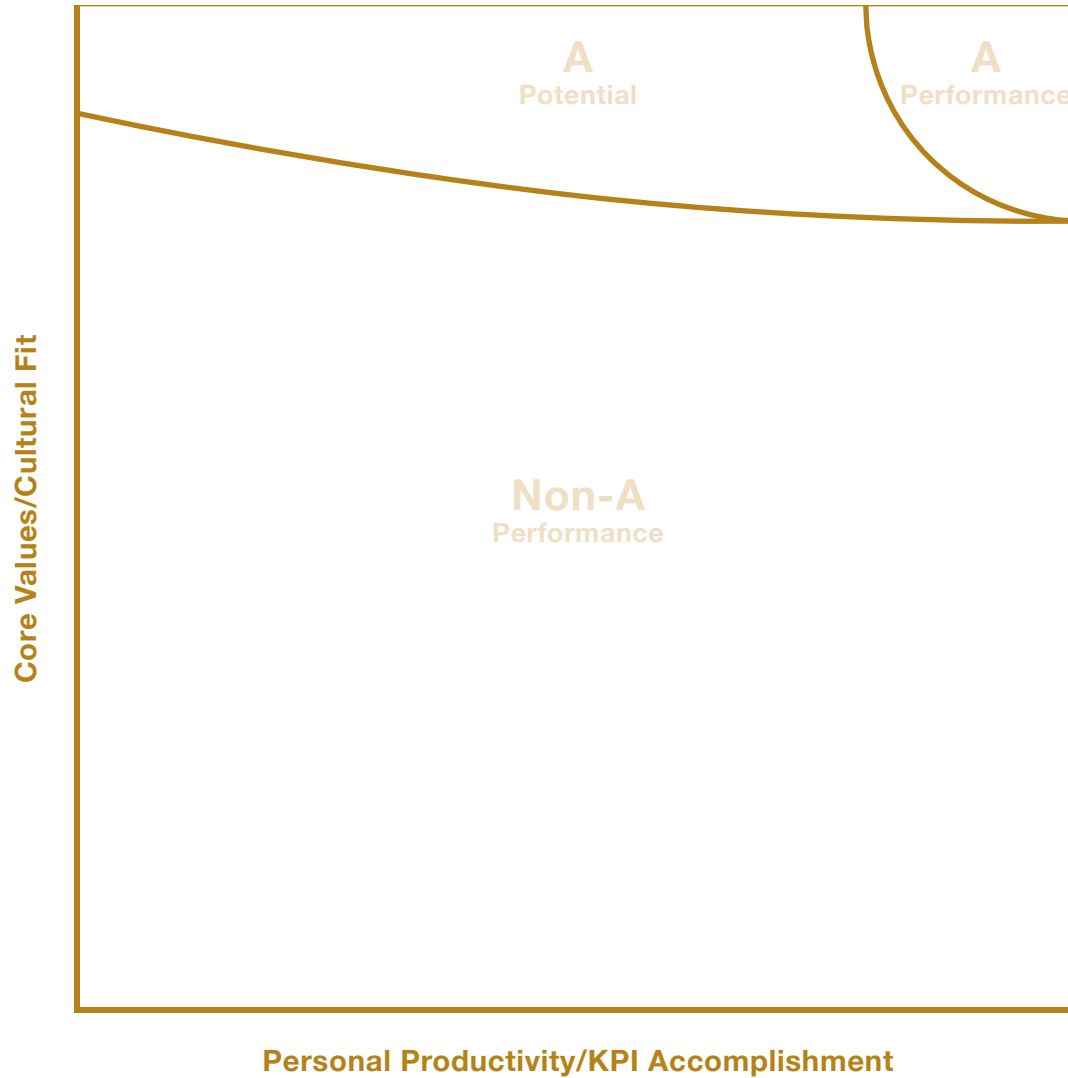 A
Potential
A
Performance
Core Values/Cultural Fit
Non-A
Performance
Personal Productivity/KPI Accomplishment